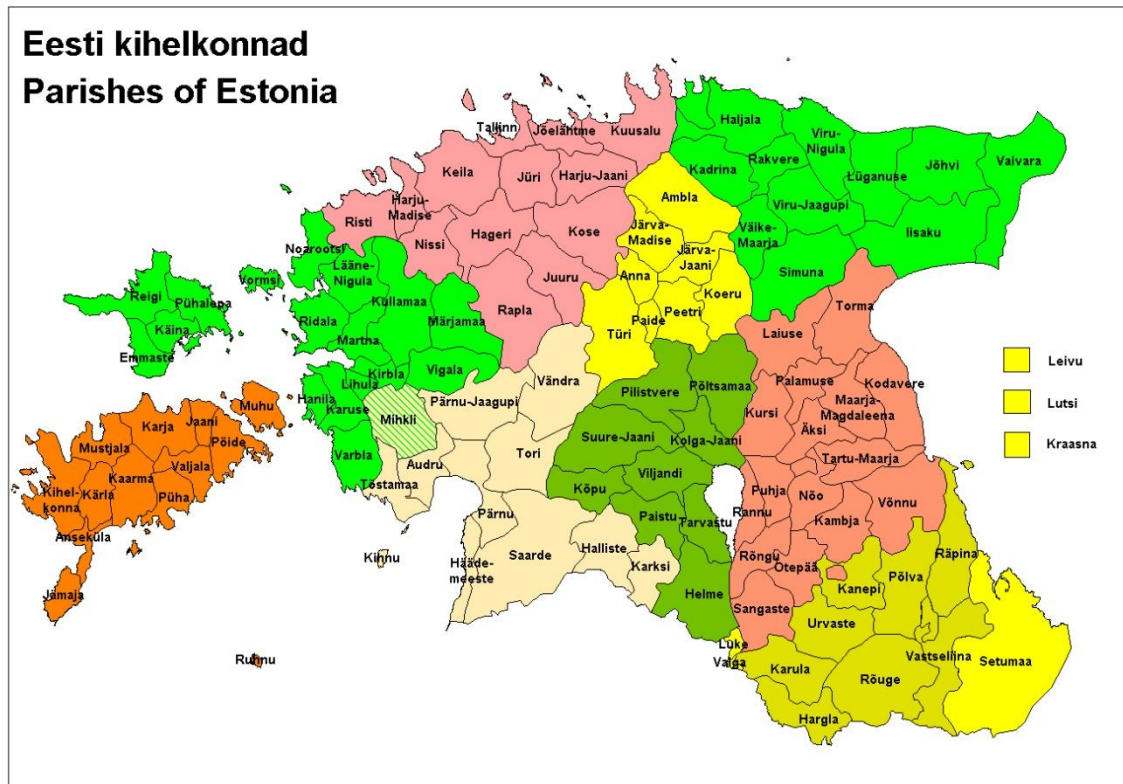 Eesti kihelkonnad
Parishes of Estonia
Tallinn
Jõelähtme
Kuusalu
Haljala
Viru-
Nigula
Keila
Jüri
Harju-Jaani
Kadrina
Rakvere
Lüganuse
Jõhvi
Vaivara
Risti
Harju-
Madise
Nissi
Hageri
Kose
Ambla
Viru-Jaagupi
Iisaku
Väike-
Maarja
Simuna
Järva-
Madise
Järva-
Jaani
Juuru
Rapla
Anna
Koeru
Paide
Peetri
Türi
Noarootsi
Lääne-
Nigula
Vormsi
Kullamaa
Ridala
Märjamaa
Martna
Kirbla
Vigala
Lihula
Hanila
Karuse
Mihkli
Varbla
Reigi
Pühalepa
Käina
Emmaste
Muhu
Karja
Jaani
Mustjala
Pöide
Valjala
Kaarma
Kihel-
konna
Kärla
Püha
Anseküla
Jämaja
Ruhnu
Kihnu
Pärnu-Jaagupi
Vändra
Tori
Audru
Tõstamaa
Pärnu
Hääde-
meeste
Saarde
Halliste
Karksi
Pilistvere
Põltsamaa
Suure-Jaani
Kolga-Jaani
Viljandi
Kõpu
Paistu
Tarvastu
Helme
Torma
Laiuse
Palamuse
Kodavere
Kursi
Maarja-
Magdaleena
Äksi
Tartu-Maarja
Puhja
Rannu
Nõo
Võnnu
Kambja
Rõngu
Otepää
Sangaste
Kanepi
Põlva
Räpina
Urvaste
Luke
Valga
Karula
Vastseliina
Setumaa
Rõuge
Hargla
Leivu
Lutsi
Kraasna